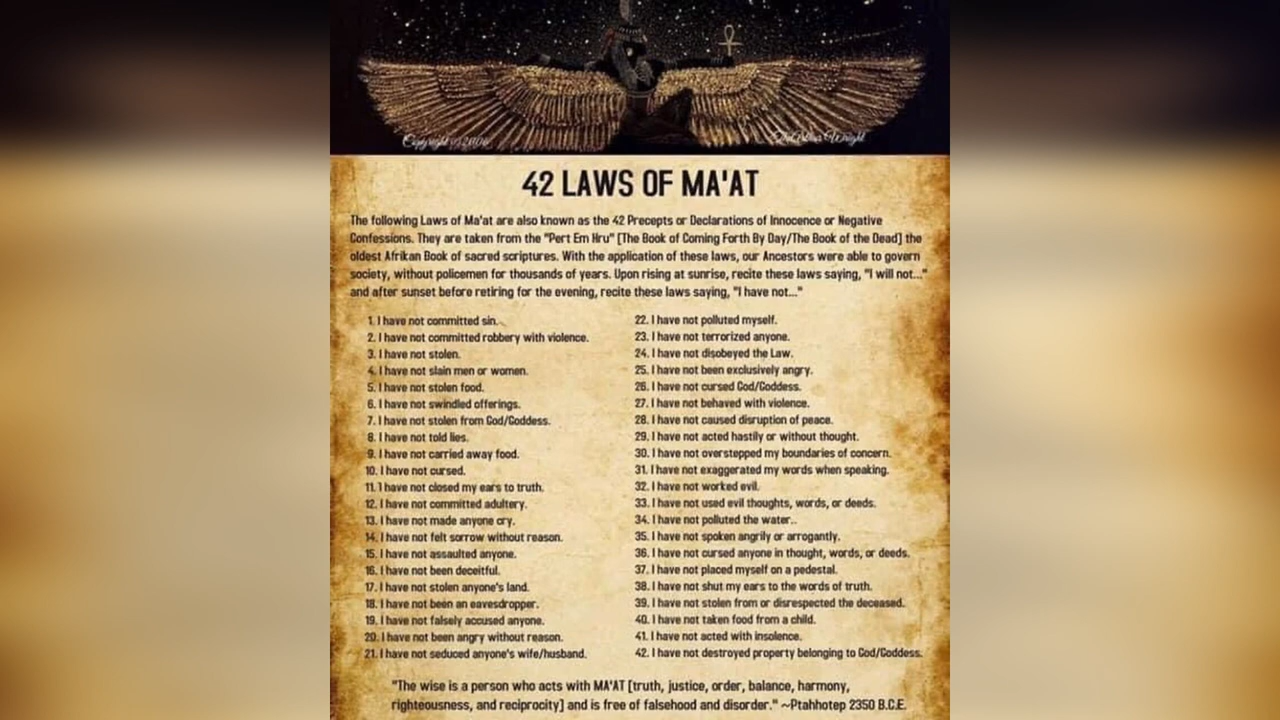 Copyright (c) 2006
Wright
42 LAWS OF MA'AT
The following Laws of Ma'at are also known as the 42 Precepts or Declarations of Innocence or Negative
Confessions. They are taken from the "Pert Em Hru" [The Book of Coming Forth By Day/The Book of the Dead] the
oldest Afrikan Book of sacred scriptures. With the application of these laws, our Ancestors were able to govern
society, without policemen for thousands of years. Upon rising at sunrise, recite these laws saying, "I will not..."
and after sunset before retiring for the evening, recite these laws saying, "I have not..."
1. I have not committed sin.
2. I have not committed robbery with violence.
3. I have not stolen.
4. I have not slain men or women.
5. I have not stolen food.
6. I have not swindled offerings.
7. I have not stolen from God/Goddess.
8. I have not told lies.
9. I have not carried away food.
10. I have not cursed.
11. I have not closed my ears to truth.
12. I have not committed adultery.
13. I have not made anyone cry.
14. I have not felt sorrow without reason.
15. I have not assaulted anyone.
16. I have not been deceitful.
17. I have not stolen anyone's land.
18. I have not been an eavesdropper.
19. I have not falsely accused anyone.
20. I have not been angry without reason.
21. I have not seduced anyone's wife/husband.
22. I have not polluted myself.
23. I have not terrorized anyone.
24. I have not disobeyed the Law.
25. I have not been exclusively angry.
26. I have not cursed God/Goddess.
27. I have not behaved with violence.
28. I have not caused disruption of peace.
29. I have not acted hastily or without thought.
30. I have not overstepped my boundaries of concern.
31. I have not exaggerated my words when speaking.
32. I have not worked evil.
33. I have not used evil thoughts, words, or deeds.
34. I have not polluted the water..
35. I have not spoken angrily or arrogantly.
36. I have not cursed anyone in thought, words, or deeds.
37. I have not placed myself on a pedestal.
38. I have not shut my ears to the words of truth.
39. I have not stolen from or disrespected the deceased.
40. I have not taken food from a child.
41. I have not acted with insolence.
42. I have not destroyed property belonging to God/Goddess.
"The wise is a person who acts with MA'AT [truth, justice, order, balance, harmony,
righteousness, and reciprocity] and is free of falsehood and disorder." ~Ptahhotep 2350 B.C.E.